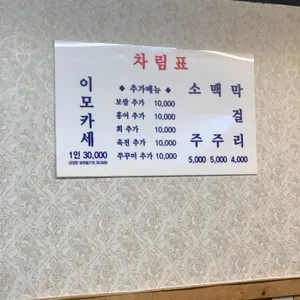 차림표
이모카세
1인 30,000
◆ 추가메뉴 ◆
보쌈 추가 10,000
홍어 추가 10,000
회 추가 10,000
육전 추가 10,000
쭈꾸미 추가 10,000
소주 5,000
맥주 5,000
막걸리 4,000